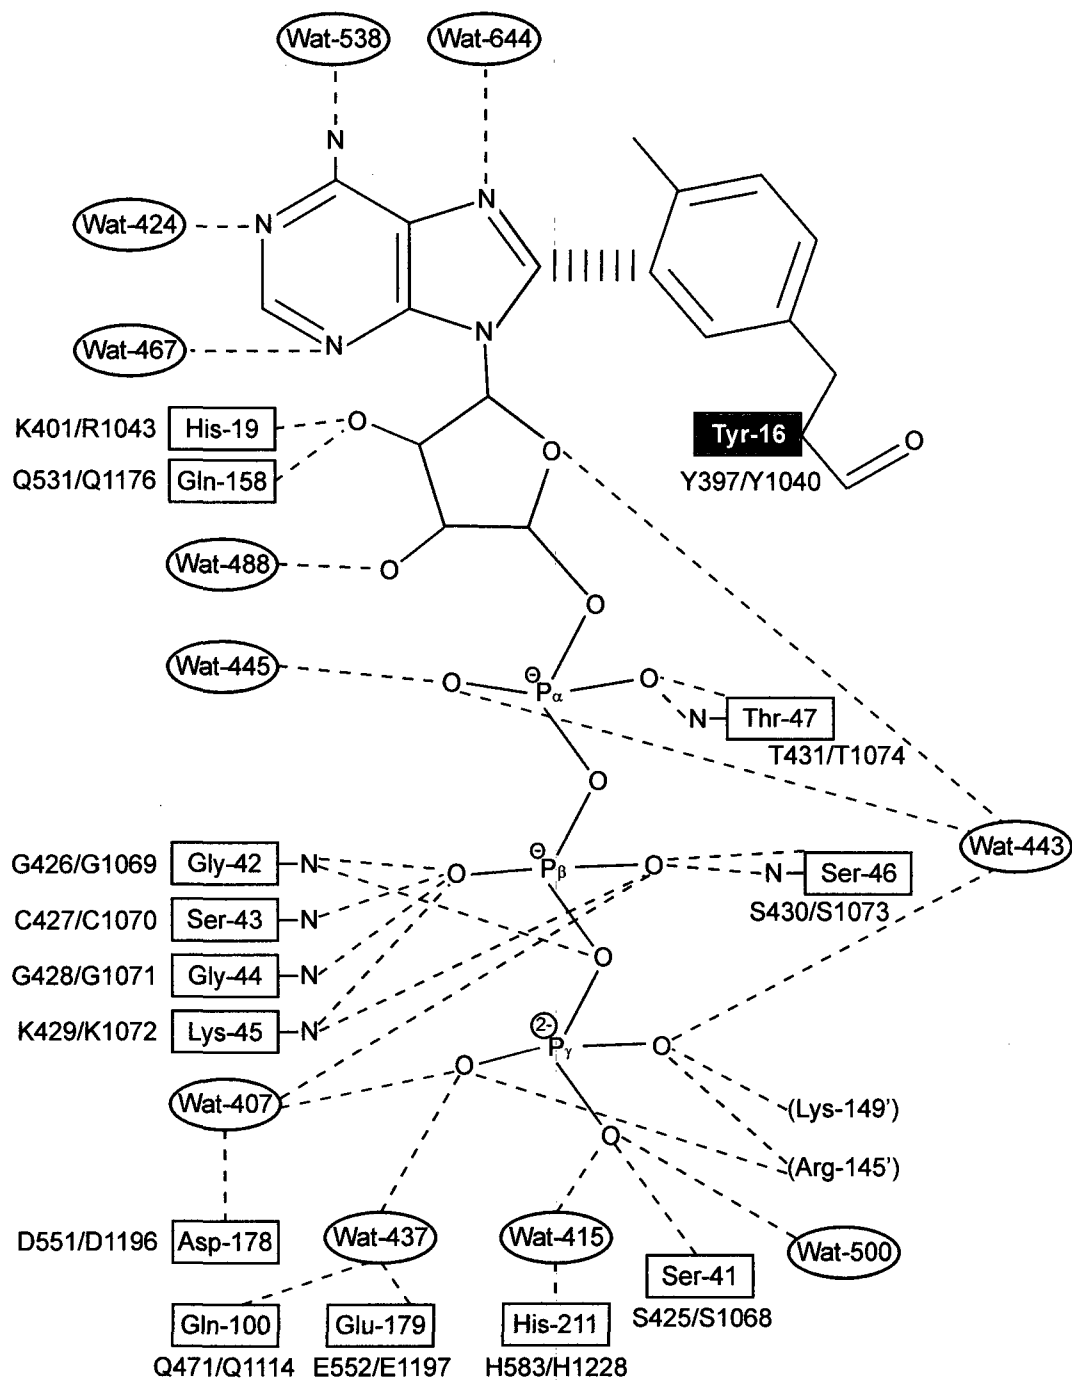 Wat-538 Wat-644
N
N
Wat-424 N
Wat-467 N N
K401/R1043 His-19 O Tyr-16 O
Q531/Q1176 Gln-158 O Y397/Y1040
Wat-488 O
O
Wat-445 O ⊖Pα O
N Thr-47
T431/T1074
O
G426/G1069 Gly-42 N O ⊖Pβ O N Ser-46 Wat-443
C427/C1070 Ser-43 N S430/S1073
G428/G1071 Gly-44 N O
K429/K1072 Lys-45 N 2- Pγ O
O
Wat-407 (Lys-149')
O
(Arg-145')
D551/D1196 Asp-178 Wat-437 Wat-415 Wat-500
Ser-41
Gln-100 Glu-179 His-211 S425/S1068
Q471/Q1114 E552/E1197 H583/H1228